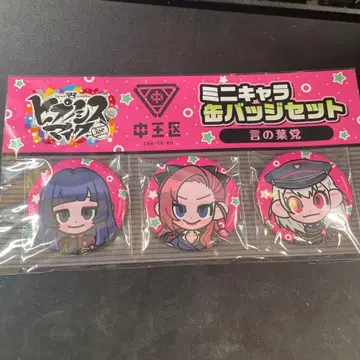 ヒプノシスマイク
中王区
CHU-OH-KU
ミニキャラ
缶バッジセット
言の葉党